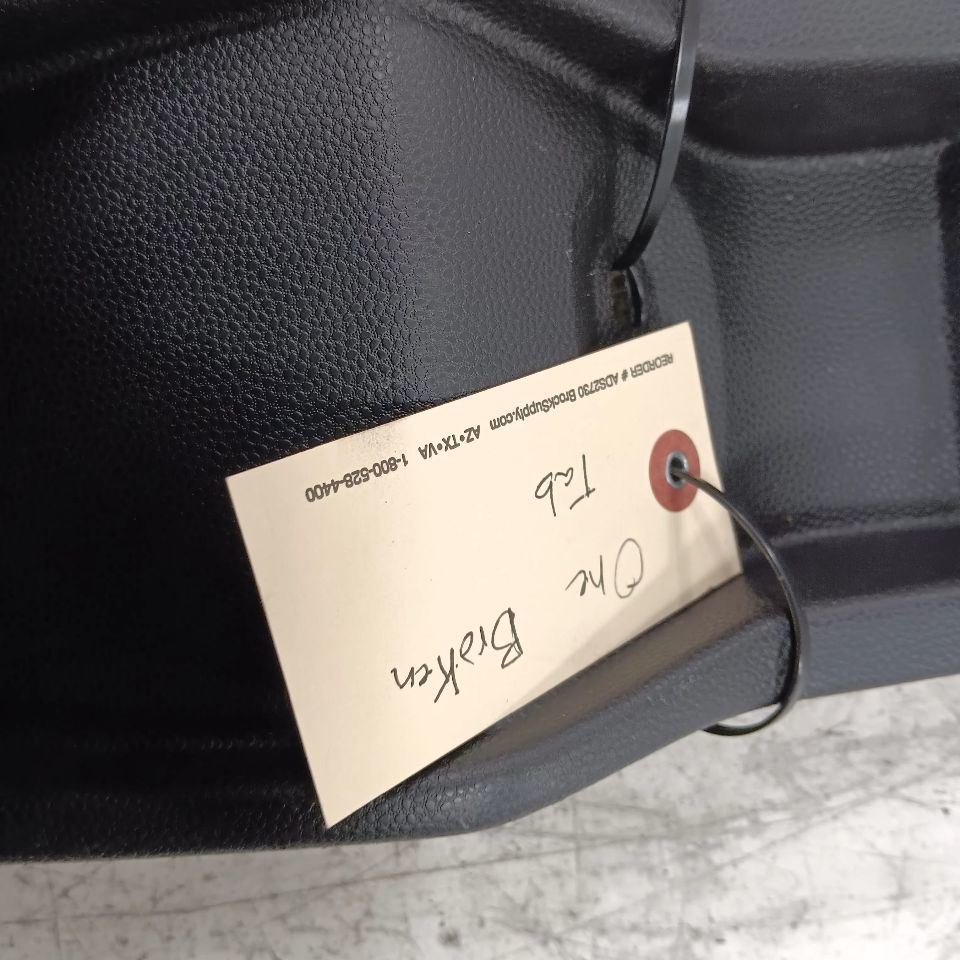 Broken
One
Tab
REORDER # ADS2730 BrockSupply.com AZ•TX•VA 1-800-528-4400